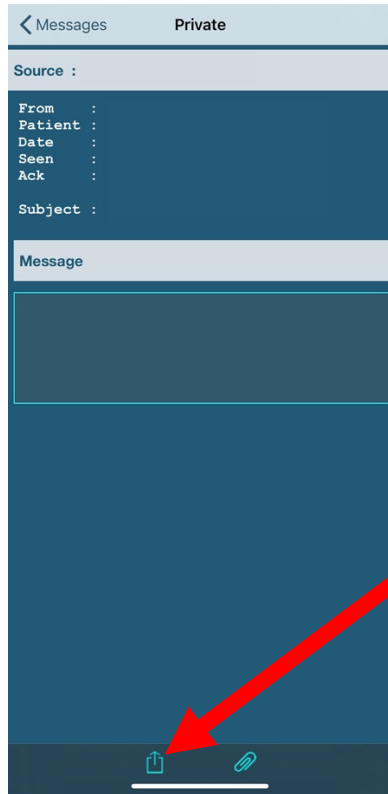 Messages Private
Source :
From :
Patient :
Date :
Seen :
Ack :
Subject :
Message